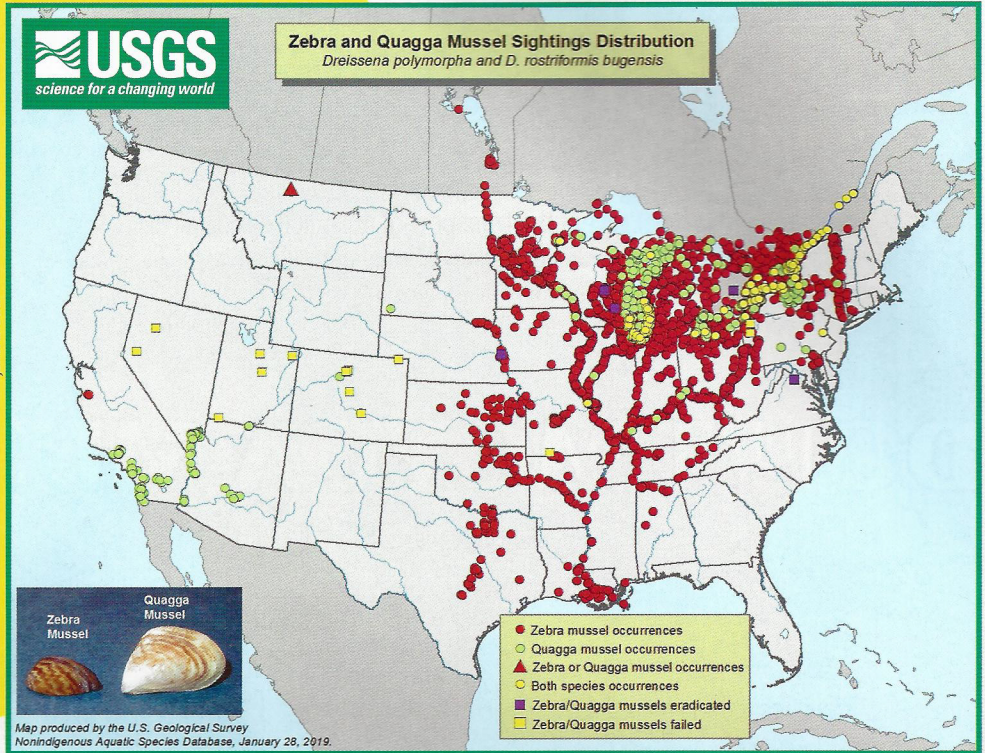 USGS
science for a changing world
Zebra and Quagga Mussel Sightings Distribution
Dreissena polymorpha and D. rostriformis bugensis
Zebra
Mussel
Quagga
Mussel
Zebra mussel occurrences
Quagga mussel occurrences
Zebra or Quagga mussel occurrences
Both species occurrences
Zebra/Quagga mussels eradicated
Zebra/Quagga mussels failed
Map produced by the U.S. Geological Survey
Nonindigenous Aquatic Species Database, January 28, 2019.